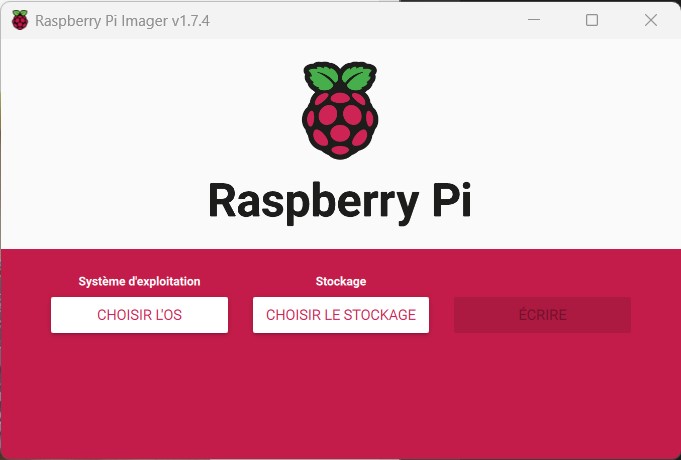 Raspberry Pi Imager v1.7.4
Raspberry Pi
Système d'exploitation
Stockage
CHOISIR L'OS
CHOISIR LE STOCKAGE
ÉCRIRE